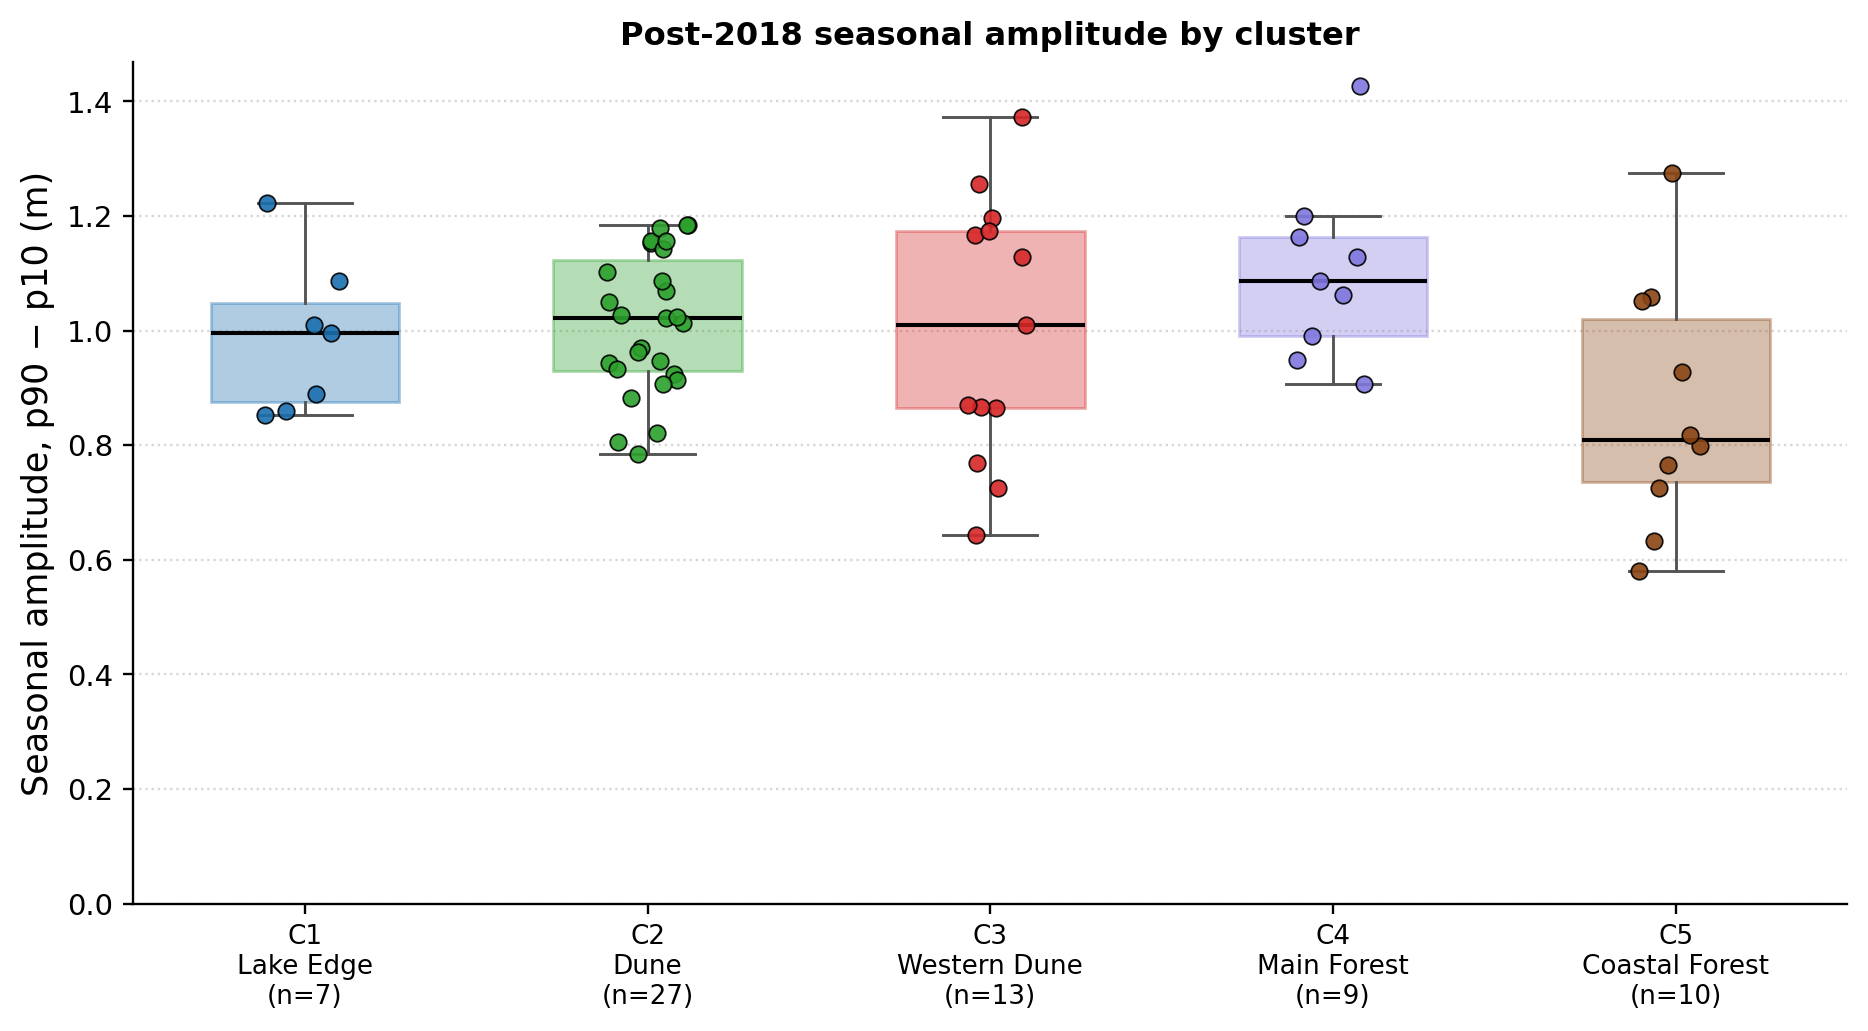 Post-2018 seasonal amplitude by cluster
Seasonal amplitude, p90 − p10 (m)
1.4
1.2
1.0
0.8
0.6
0.4
0.2
0.0
C1
Lake Edge
(n=7)
C2
Dune
(n=27)
C3
Western Dune
(n=13)
C4
Main Forest
(n=9)
C5
Coastal Forest
(n=10)